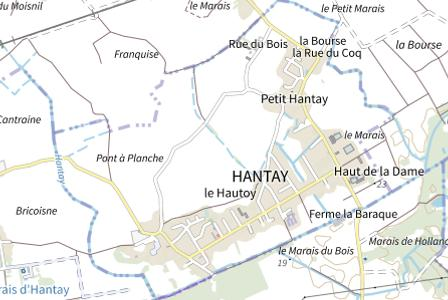 du Moisnil
le Marais
le Petit Marais
Rue du Bois
la Bourse
la Rue du Coq
la Bourse
Franquise
Petit Hantay
Cantraine
le Marais
Hantay
Pont à Planche
HANTAY
Haut de la Dame
23
le Hautoy
Bricoisne
Ferme la Baraque
le Marais du Bois
19
Marais de Holland
rais d'Hantay